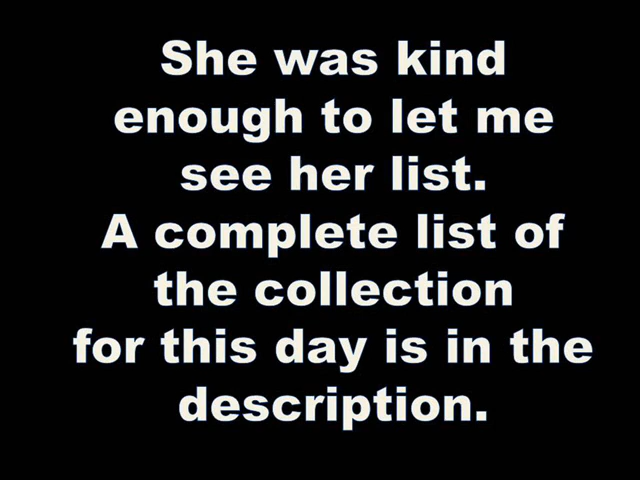 She was kind
enough to let me
see her list.
A complete list of
the collection
for this day is in the
description.